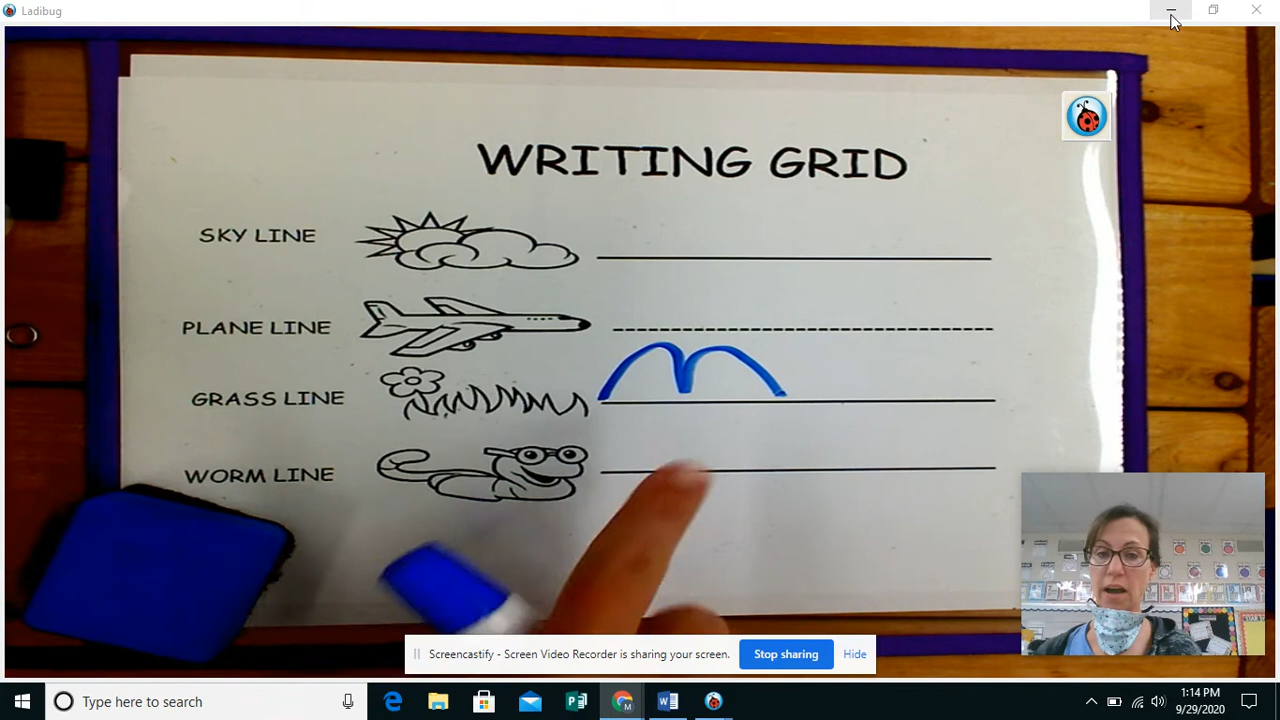 Ladibug
WRITING GRID
SKY LINE
PLANE LINE
GRASS LINE
m
WORM LINE
Screencastify - Screen Video Recorder is sharing your screen.
Stop sharing
Hide
Type here to search
1:14 PM
9/29/2020